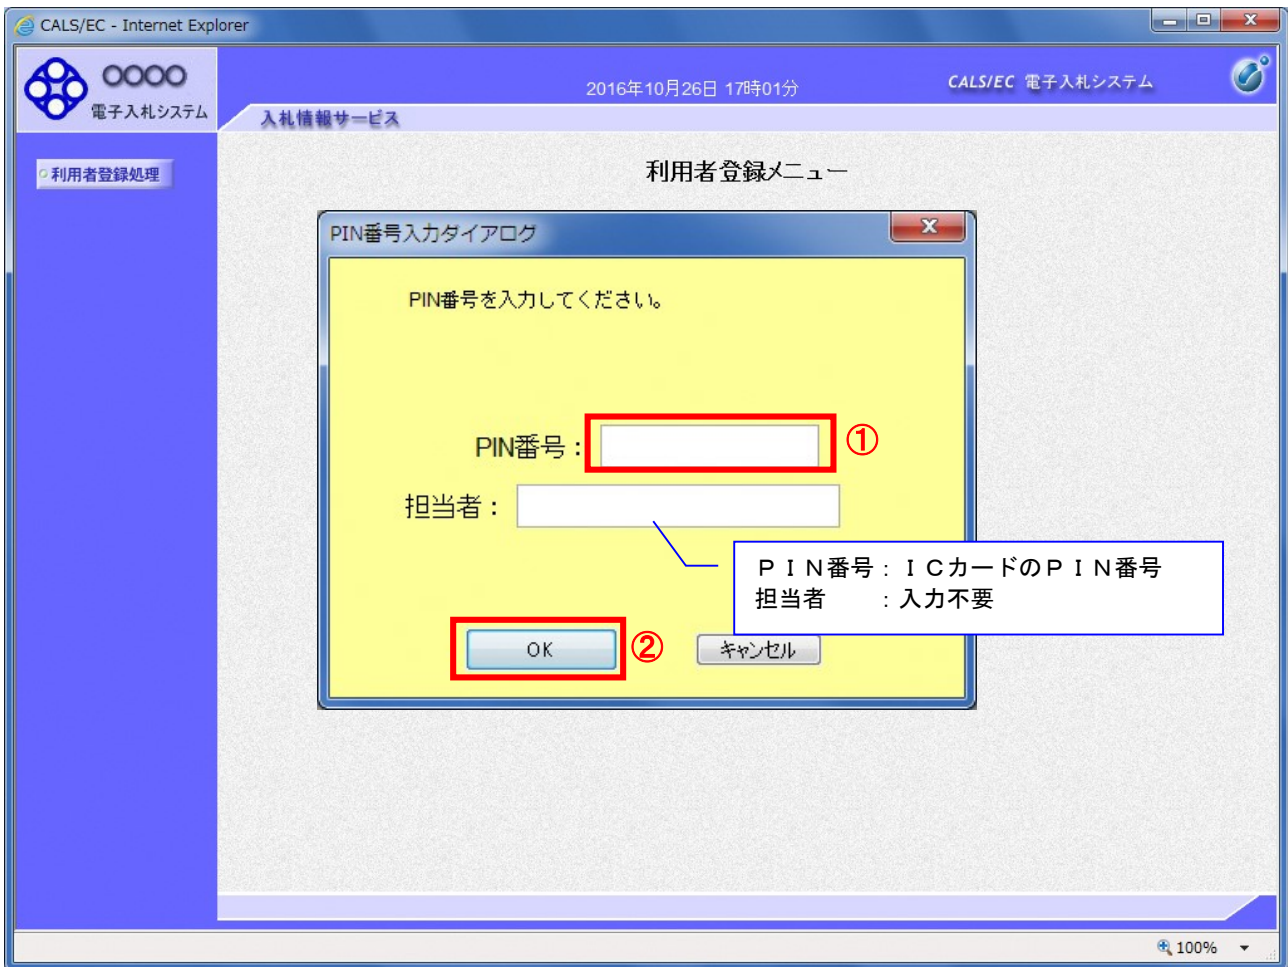 CALS/EC - Internet Explorer
○○○○
電子入札システム
2016年10月26日 17時01分
CALS/EC 電子入札システム
入札情報サービス
利用者登録処理
利用者登録メニュー
PIN番号入力ダイアログ
PIN番号を入力してください。
PIN番号：
①
担当者：
ＰＩＮ番号：ＩＣカードのＰＩＮ番号
担当者　　：入力不要
OK
②
キャンセル
100%